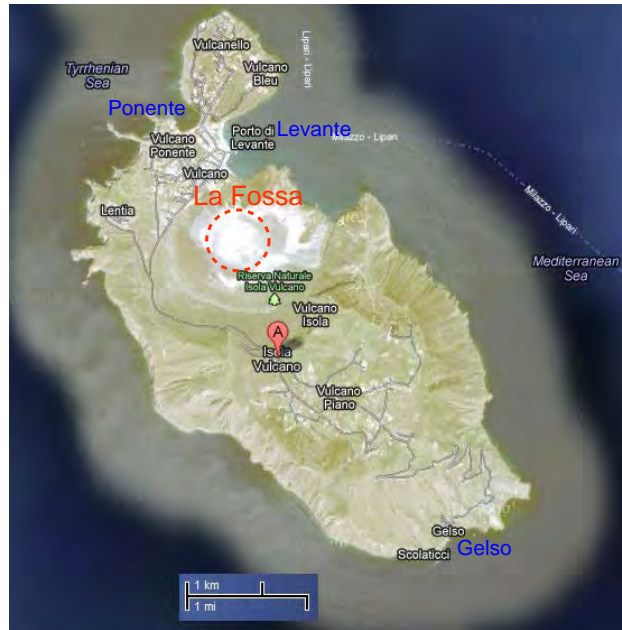 Vulcanello
Lipari - Lipari
Tyrrhenian
Sea
Vulcano
Bleu
Ponente
Porto di
Levante
Levante
Milazzo - Lipari
Vulcano
Ponente
Vulcano
La Fossa
Milazzo - Lipari
Lentia
Mediterranean
Sea
Riserva Naturale
Isola Vulcano
Vulcano
Isola
A
Isola
Vulcano
Vulcano
Piano
Gelso
Gelso
Scolaticci
1 km
1 mi